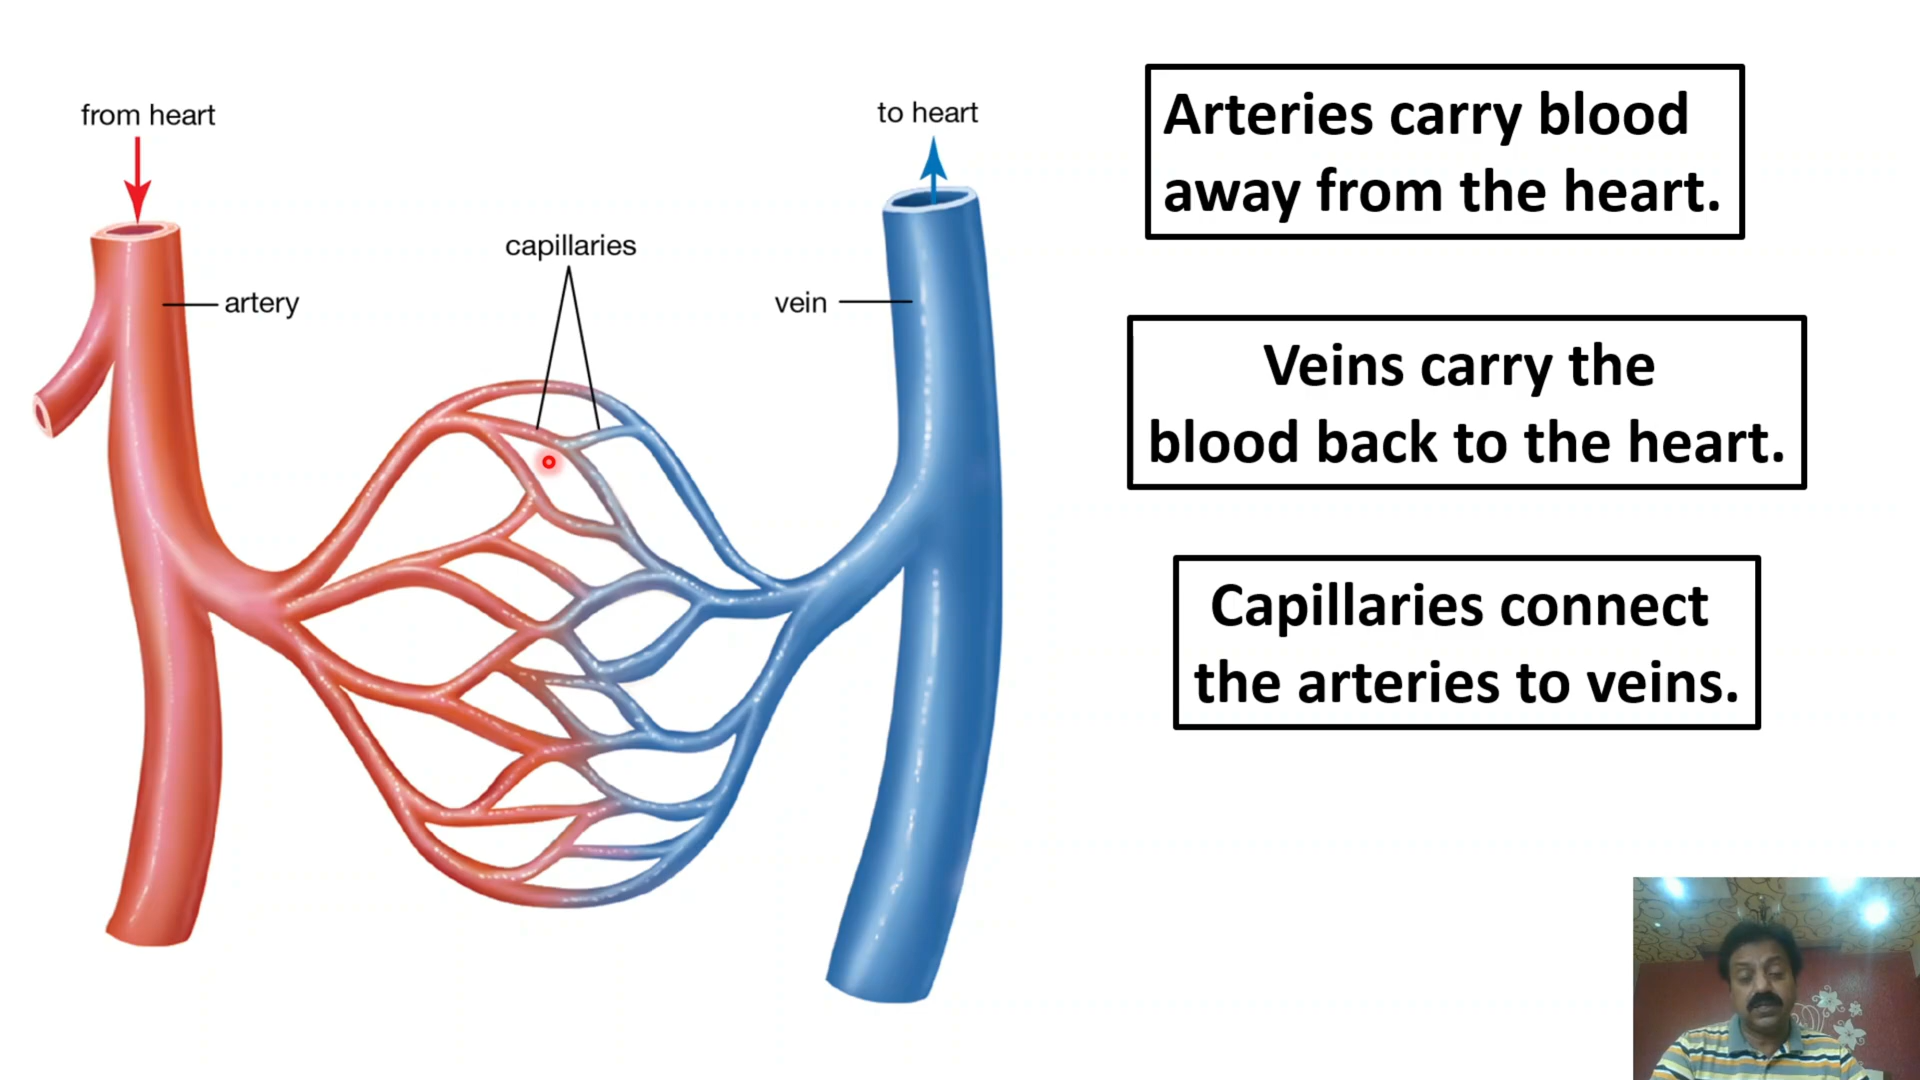 from heart
to heart
capillaries
artery
vein
Arteries carry blood
away from the heart.
Veins carry the
blood back to the heart.
Capillaries connect
the arteries to veins.